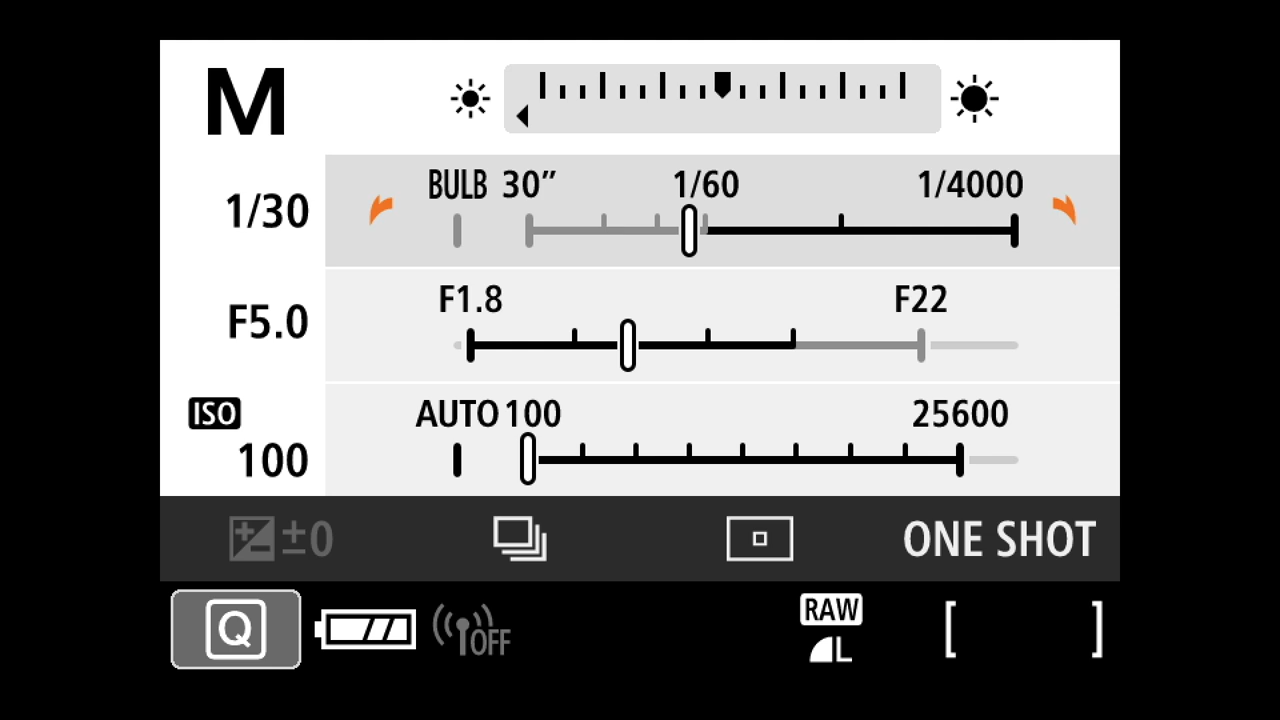 M
BULB 30” 1/60 1/4000
1/30
F1.8 F22
F5.0
ISO AUTO 100 25600
100
±0 ONE SHOT
Q OFF RAW
L [ ]